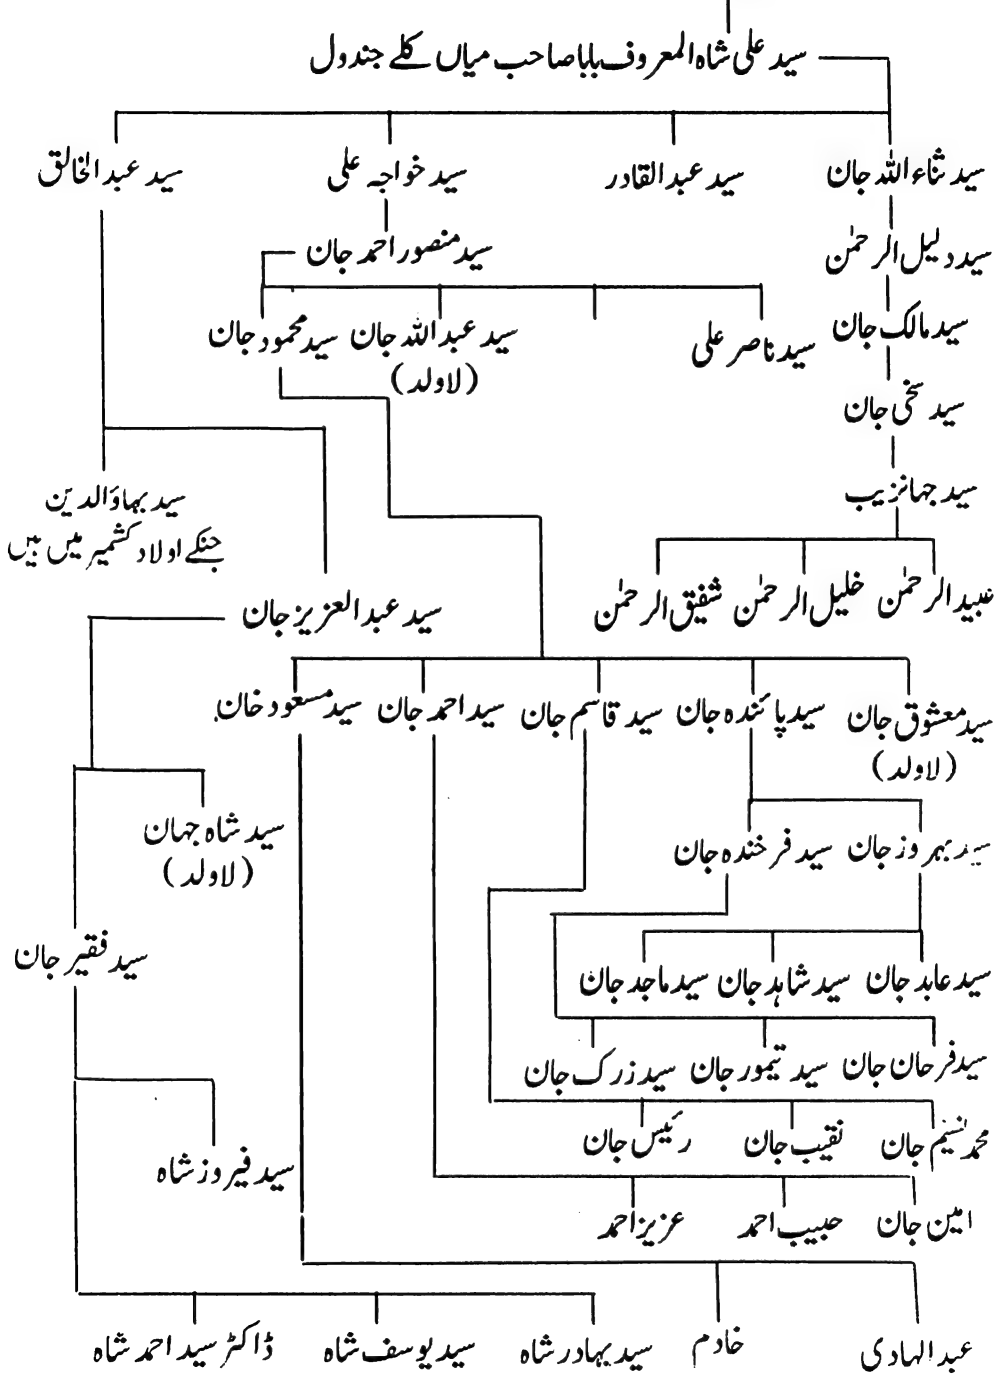 سید علی شاہ المعروف بابا صاحب میاں کلے جندول
سید ثناء اللہ جان
سید عبدالقادر
سید خواجہ علی
سید عبدالخالق
سید دلیل الرحمٰن
سید منصور احمد جان
سید مالک جان
سید ناصر علی
سید عبداللہ جان
(لاولد)
سید محمود جان
سید سخی جان
سید جہانزیب
سید بہاؤالدین
جنکے اولاد کشمیر میں ہیں
عبید الرحمٰن
خلیل الرحمٰن
شفیق الرحمٰن
سید عبدالعزیز جان
سید معشوق جان
(لاولد)
سید پائندہ جان
سید قاسم جان
سید احمد جان
سید مسعود خان
سید شاہ جہان
(لاولد)
سید بہروز جان
سید فرخندہ جان
سید فقیر جان
سید عابد جان
سید شاہد جان
سید ماجد جان
سید فرحان جان
سید تیمور جان
سید زرک جان
محمد نسیم جان
نقیب جان
رئیس جان
سید فیروز شاہ
امین جان
حبیب احمد
عزیز احمد
عبدالہادی
خادم
سید بہادر شاہ
سید یوسف شاہ
ڈاکٹر سید احمد شاہ